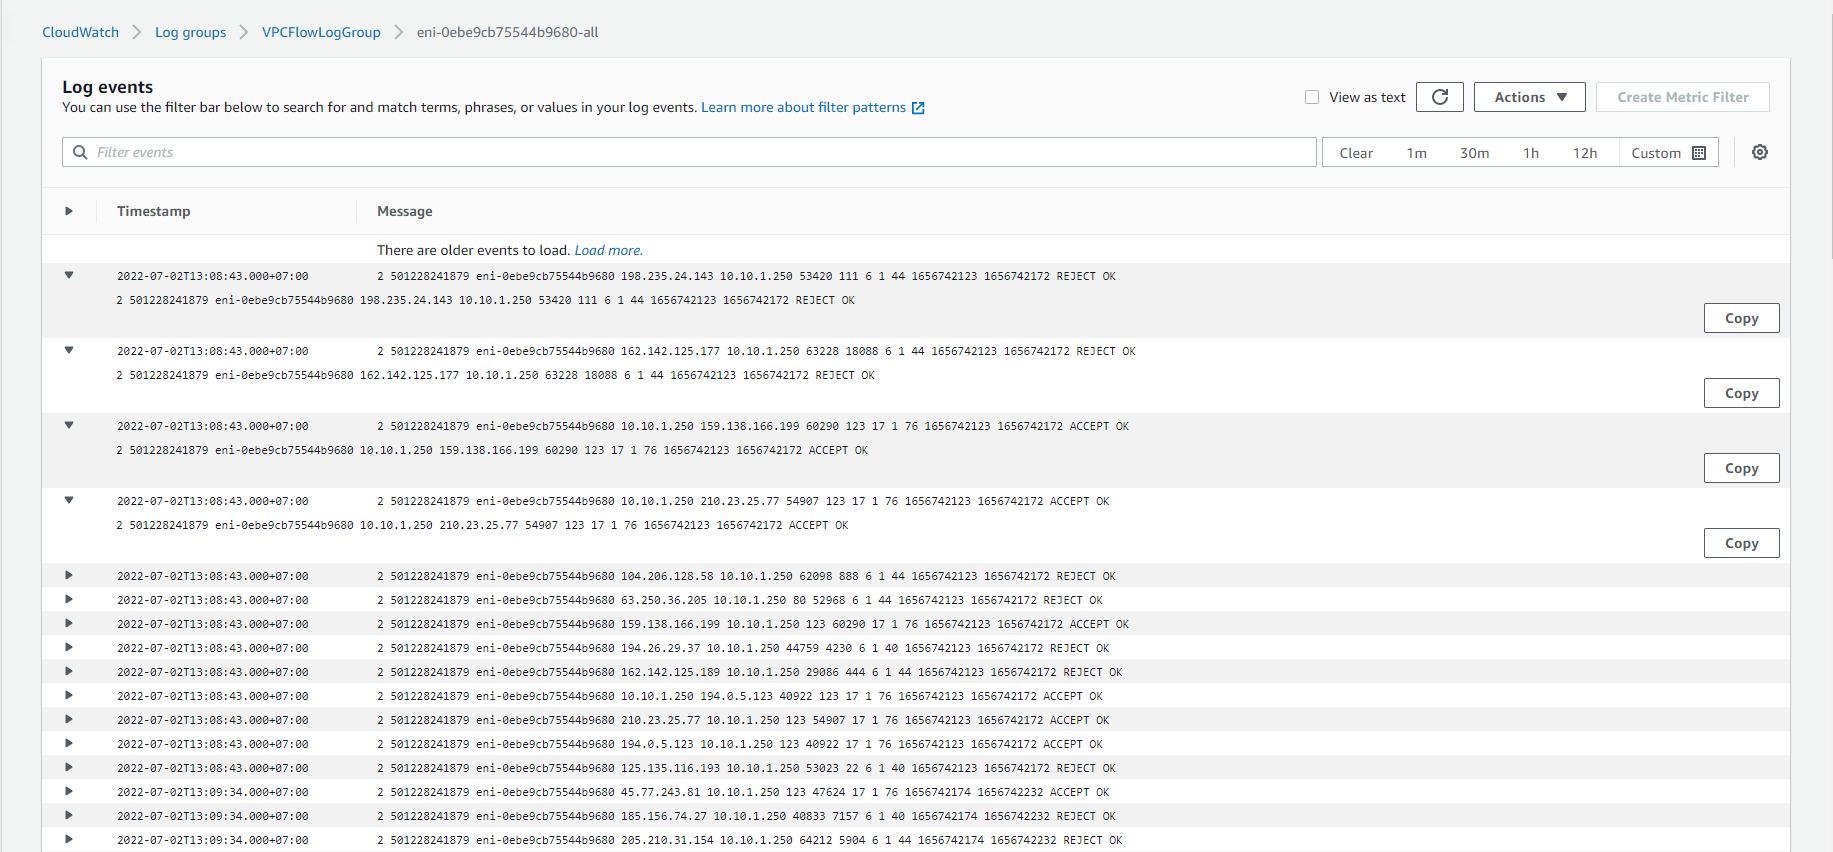 CloudWatch > Log groups > VPCFlowLogGroup > eni-0ebe9cb75544b9680-all
Log events
You can use the filter bar below to search for and match terms, phrases, or values in your log events. Learn more about filter patterns
View as text
Actions
Create Metric Filter
Filter events
Clear 1m 30m 1h 12h Custom
Timestamp Message
There are older events to load. Load more.
2022-07-02T13:08:43.000+07:00 2 501228241879 eni-0ebe9cb75544b9680 198.235.24.143 10.10.1.250 53420 111 6 1 44 1656742123 1656742172 REJECT OK
2 501228241879 eni-0ebe9cb75544b9680 198.235.24.143 10.10.1.250 53420 111 6 1 44 1656742123 1656742172 REJECT OK
Copy
2022-07-02T13:08:43.000+07:00 2 501228241879 eni-0ebe9cb75544b9680 162.142.125.177 10.10.1.250 63228 18088 6 1 44 1656742123 1656742172 REJECT OK
2 501228241879 eni-0ebe9cb75544b9680 162.142.125.177 10.10.1.250 63228 18088 6 1 44 1656742123 1656742172 REJECT OK
Copy
2022-07-02T13:08:43.000+07:00 2 501228241879 eni-0ebe9cb75544b9680 10.10.1.250 159.138.166.199 60290 123 17 1 76 1656742123 1656742172 ACCEPT OK
2 501228241879 eni-0ebe9cb75544b9680 10.10.1.250 159.138.166.199 60290 123 17 1 76 1656742123 1656742172 ACCEPT OK
Copy
2022-07-02T13:08:43.000+07:00 2 501228241879 eni-0ebe9cb75544b9680 10.10.1.250 210.23.25.77 54907 123 17 1 76 1656742123 1656742172 ACCEPT OK
2 501228241879 eni-0ebe9cb75544b9680 10.10.1.250 210.23.25.77 54907 123 17 1 76 1656742123 1656742172 ACCEPT OK
Copy
2022-07-02T13:08:43.000+07:00 2 501228241879 eni-0ebe9cb75544b9680 104.206.128.58 10.10.1.250 62098 888 6 1 44 1656742123 1656742172 REJECT OK
2022-07-02T13:08:43.000+07:00 2 501228241879 eni-0ebe9cb75544b9680 63.250.36.205 10.10.1.250 80 52968 6 1 44 1656742123 1656742172 REJECT OK
2022-07-02T13:08:43.000+07:00 2 501228241879 eni-0ebe9cb75544b9680 159.138.166.199 10.10.1.250 123 60290 17 1 76 1656742123 1656742172 ACCEPT OK
2022-07-02T13:08:43.000+07:00 2 501228241879 eni-0ebe9cb75544b9680 194.26.29.37 10.10.1.250 44759 4230 6 1 40 1656742123 1656742172 REJECT OK
2022-07-02T13:08:43.000+07:00 2 501228241879 eni-0ebe9cb75544b9680 162.142.125.189 10.10.1.250 29086 444 6 1 44 1656742123 1656742172 REJECT OK
2022-07-02T13:08:43.000+07:00 2 501228241879 eni-0ebe9cb75544b9680 10.10.1.250 194.0.5.123 40922 123 17 1 76 1656742123 1656742172 ACCEPT OK
2022-07-02T13:08:43.000+07:00 2 501228241879 eni-0ebe9cb75544b9680 210.23.25.77 10.10.1.250 123 54907 17 1 76 1656742123 1656742172 ACCEPT OK
2022-07-02T13:08:43.000+07:00 2 501228241879 eni-0ebe9cb75544b9680 194.0.5.123 10.10.1.250 123 40922 17 1 76 1656742123 1656742172 ACCEPT OK
2022-07-02T13:08:43.000+07:00 2 501228241879 eni-0ebe9cb75544b9680 125.135.116.193 10.10.1.250 53023 22 6 1 40 1656742123 1656742172 REJECT OK
2022-07-02T13:09:34.000+07:00 2 501228241879 eni-0ebe9cb75544b9680 45.77.243.81 10.10.1.250 123 47624 17 1 76 1656742174 1656742232 ACCEPT OK
2022-07-02T13:09:34.000+07:00 2 501228241879 eni-0ebe9cb75544b9680 185.156.74.27 10.10.1.250 40833 7157 6 1 40 1656742174 1656742232 REJECT OK
2022-07-02T13:09:34.000+07:00 2 501228241879 eni-0ebe9cb75544b9680 205.210.31.154 10.10.1.250 64212 5904 6 1 44 1656742174 1656742232 REJECT OK